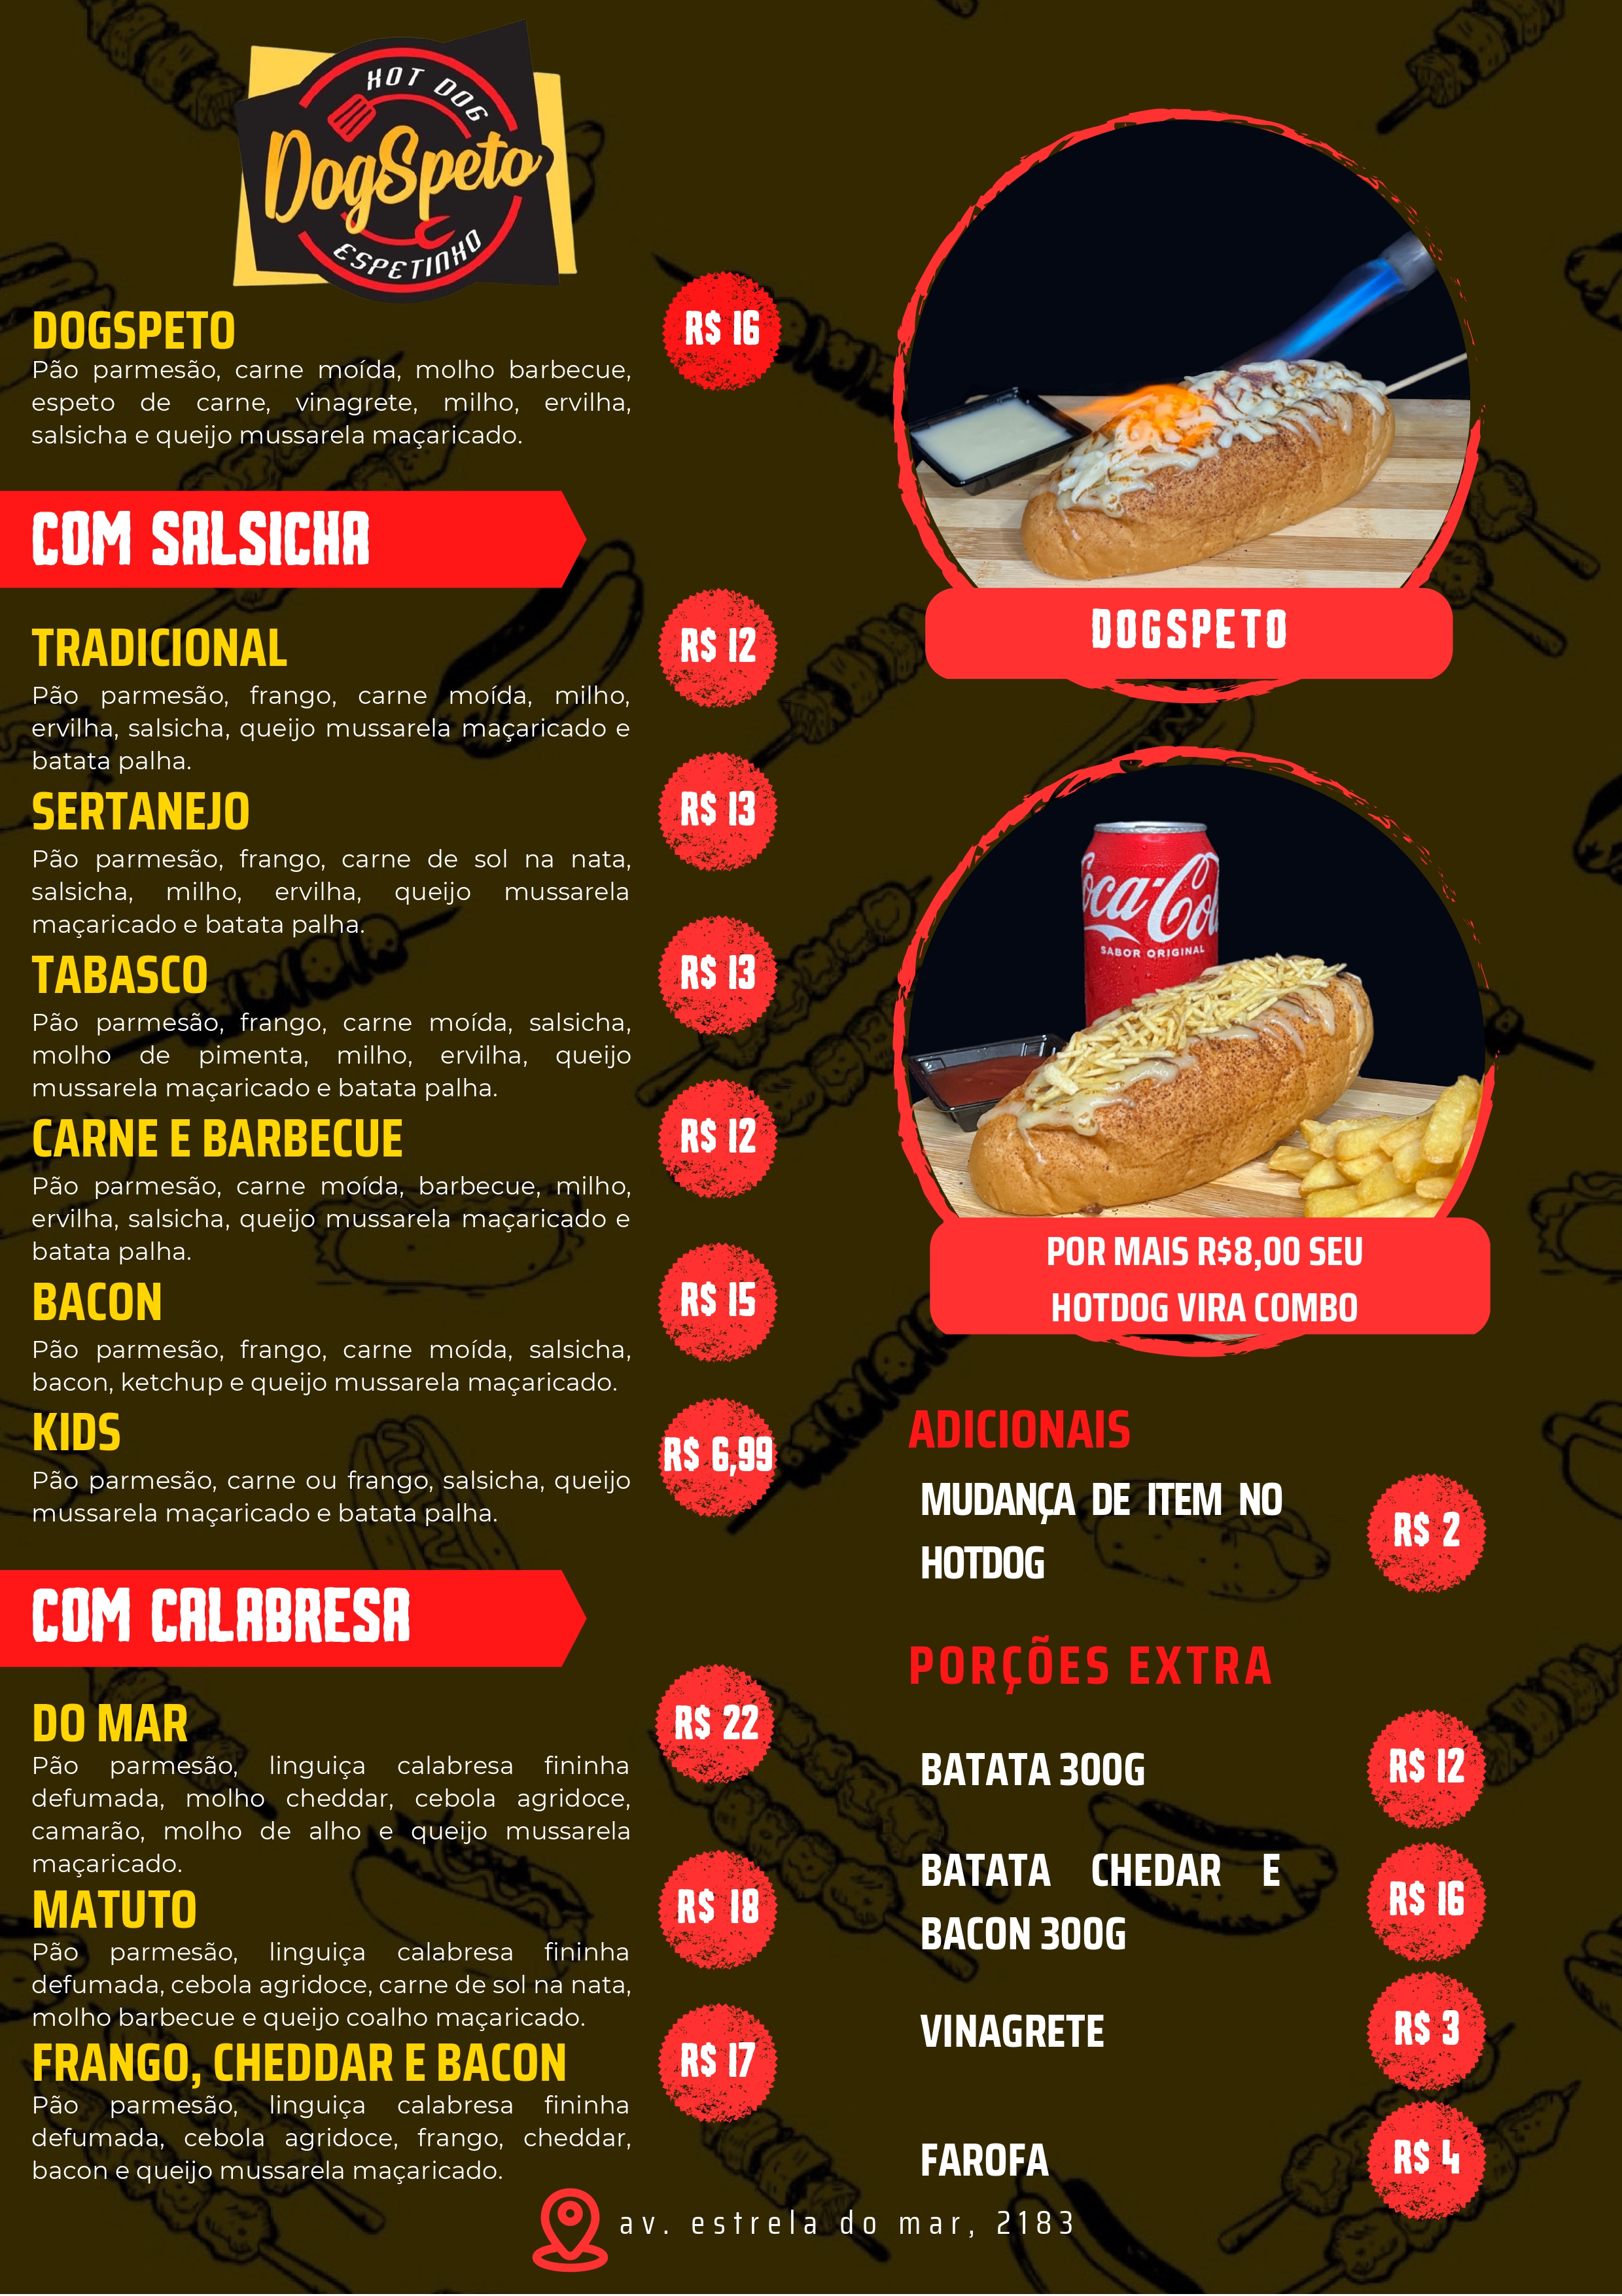 HOT DOG
DogSpeto
ESPETINHO
DOGSPETO
R$ 16
Pão parmesão, carne moída, molho barbecue,
espeto de carne, vinagrete, milho, ervilha,
salsicha e queijo mussarela maçaricado.
COM SALSICHA
TRADICIONAL
R$ 12
Pão parmesão, frango, carne moída, milho,
ervilha, salsicha, queijo mussarela maçaricado e
batata palha.
SERTANEJO
R$ 13
Pão parmesão, frango, carne de sol na nata,
salsicha, milho, ervilha, queijo mussarela
maçaricado e batata palha.
TABASCO
R$ 13
Pão parmesão, frango, carne moída, salsicha,
molho de pimenta, milho, ervilha, queijo
mussarela maçaricado e batata palha.
CARNE E BARBECUE
R$ 12
Pão parmesão, carne moída, barbecue, milho,
ervilha, salsicha, queijo mussarela maçaricado e
batata palha.
BACON
R$ 15
Pão parmesão, frango, carne moída, salsicha,
bacon, ketchup e queijo mussarela maçaricado.
KIDS
R$ 6,99
Pão parmesão, carne ou frango, salsicha, queijo
mussarela maçaricado e batata palha.
COM CALABRESA
DO MAR
R$ 22
Pão parmesão, linguiça calabresa fininha
defumada, molho cheddar, cebola agridoce,
camarão, molho de alho e queijo mussarela
maçaricado.
MATUTO
R$ 18
Pão parmesão, linguiça calabresa fininha
defumada, cebola agridoce, carne de sol na nata,
molho barbecue e queijo coalho maçaricado.
FRANGO, CHEDDAR E BACON
R$ 17
Pão parmesão, linguiça calabresa fininha
defumada, cebola agridoce, frango, cheddar,
bacon e queijo mussarela maçaricado.
DOGSPETO
Coca-Cola
SABOR ORIGINAL
POR MAIS R$8,00 SEU
HOTDOG VIRA COMBO
ADICIONAIS
MUDANÇA DE ITEM NO
HOTDOG
R$ 2
PORÇÕES EXTRA
BATATA 300G
R$ 12
BATATA CHEDAR E
BACON 300G
R$ 16
VINAGRETE
R$ 3
FAROFA
R$ 4
av. estrela do mar, 2183